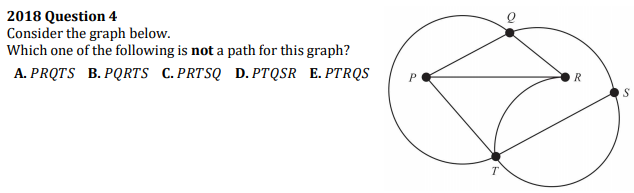 2018 Question 4
Consider the graph below.
Which one of the following is not a path for this graph?
A. PRQTS B. PQRTS C. PRTSQ D. PTQSR E. PTRQS
Q
P
R
S
T